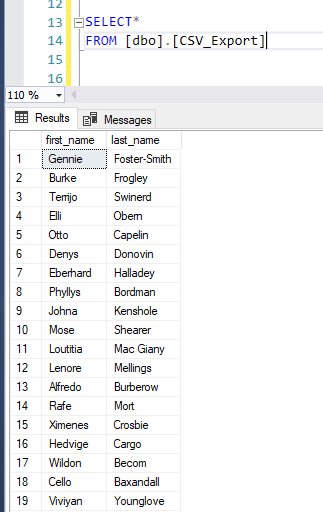 12
13 SELECT*
14 FROM [dbo].[CSV_Export]
15
16
110 %
Results Messages
first_name last_name
1 Gennie Foster-Smith
2 Burke Frogley
3 Terrijo Swinerd
4 Elli Obern
5 Otto Capelin
6 Denys Donovin
7 Eberhard Halladey
8 Phyllys Bordman
9 Johna Kenshole
10 Mose Shearer
11 Loutitia Mac Giany
12 Lenore Mellings
13 Alfredo Burberow
14 Rafe Mort
15 Ximenes Crosbie
16 Hedvige Cargo
17 Wildon Becom
18 Cello Baxandall
19 Viviyan Younglove